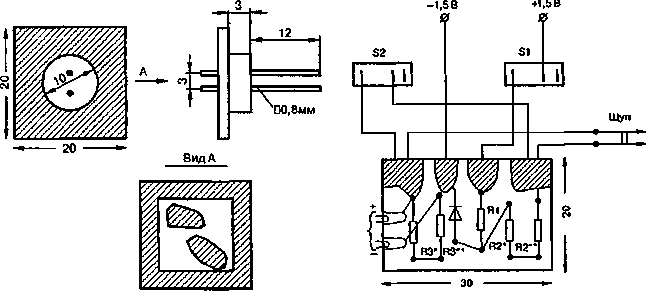 3
12
−1,5 В
+1,5 В
S2
S1
20
10
А
3
D0,8мм
20
Щуп
Вид А
+
−
R3*
R3**
R1
R2*
R2**
20
30